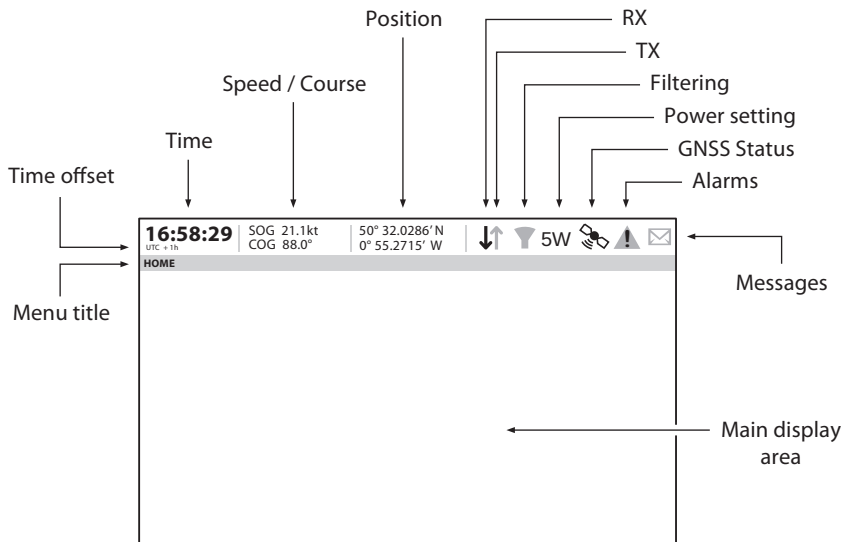 Position
RX
TX
Speed / Course
Filtering
Power setting
Time
GNSS Status
Time offset
Alarms
16:58:29
UTC + 1h
SOG 21.1kt
COG 88.0°
50° 32.0286′ N
0° 55.2715′ W
5W
HOME
Messages
Menu title
Main display
area